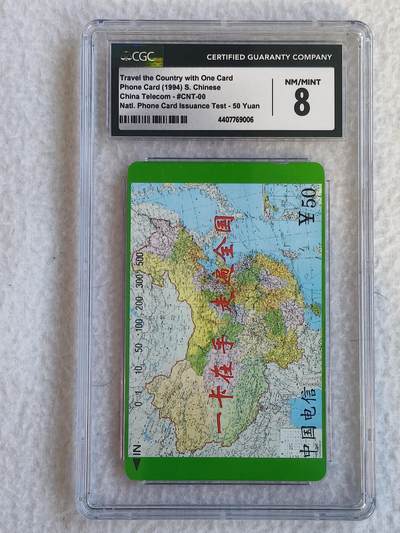 CGC
CERTIFIED GUARANTY COMPANY
Travel the Country with One Card
Phone Card (1994) S. Chinese
China Telecom - #CNT-00
Natl. Phone Card Issuance Test - 50 Yuan
NM/MINT
8
4407769006
¥50
一卡在手 走遍全国
中国电信
IN 0 1 10 50 100 200 300 500